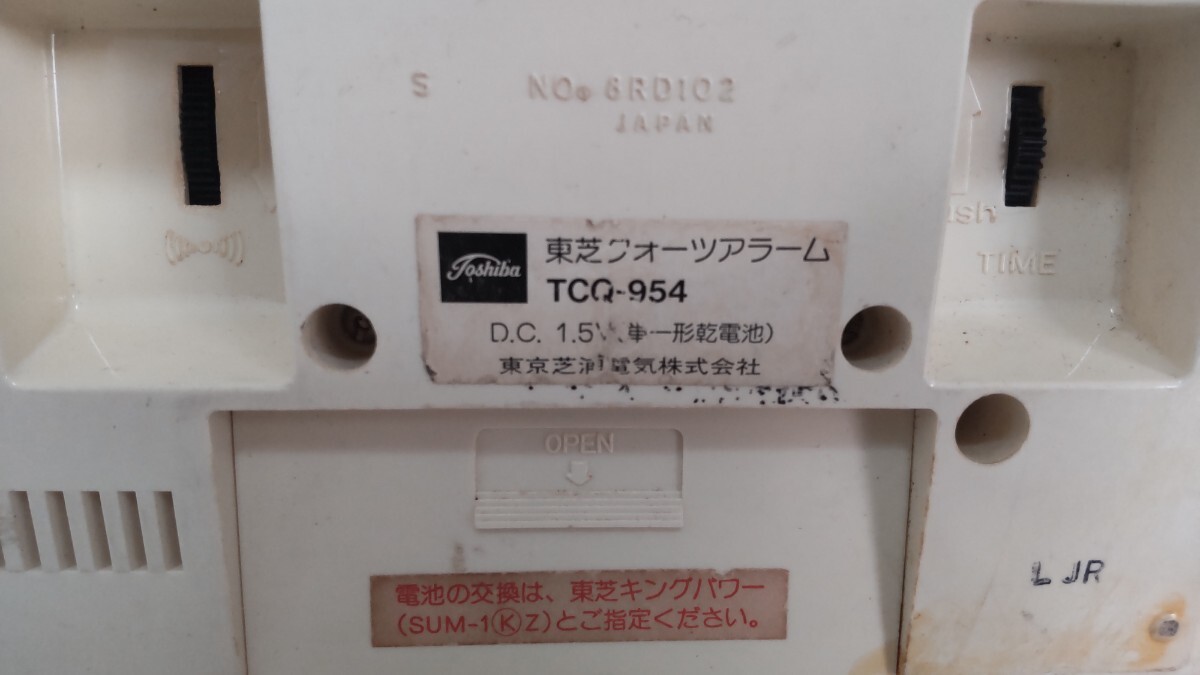 S NO. 6RD102
JAPAN
Toshiba 東芝クォーツアラーム
TCQ-954
D.C. 1.5V(単一形乾電池)
東京芝浦電気株式会社
push
TIME
OPEN
電池の交換は、東芝キングパワー
(SUM-1ⓀZ)とご指定ください。
L JR